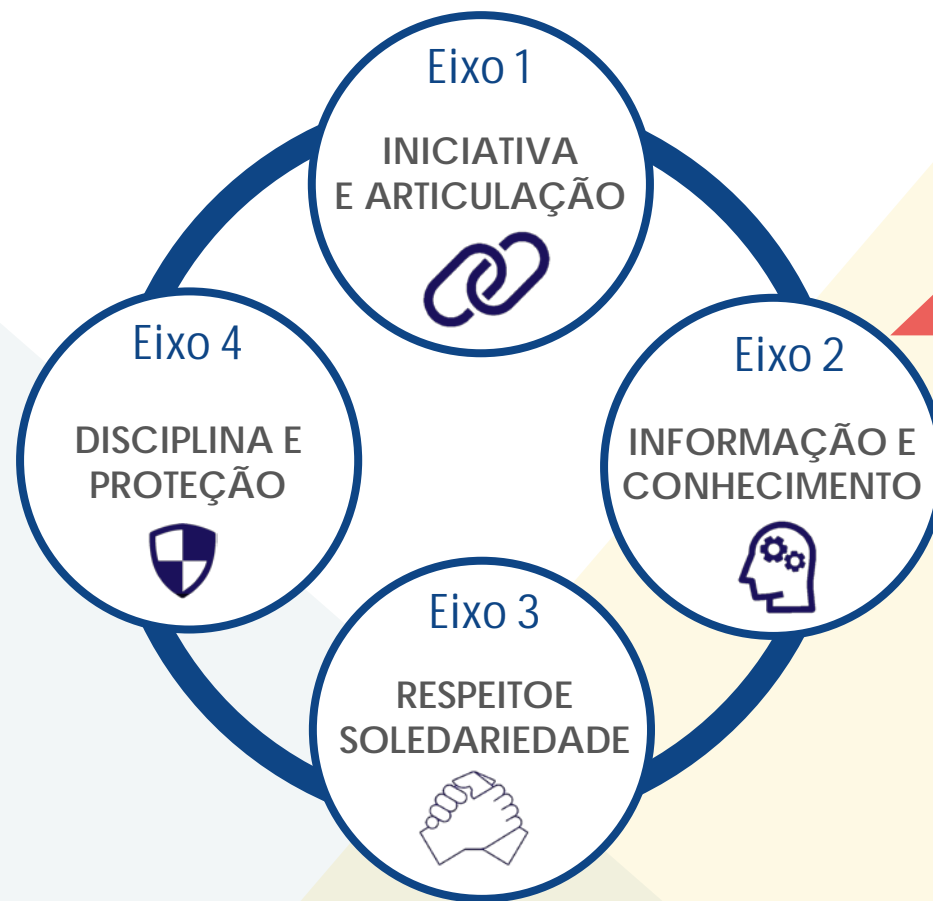 Eixo 1
INICIATIVA
E ARTICULAÇÃO
Eixo 2
INFORMAÇÃO E
CONHECIMENTO
Eixo 3
RESPEITOE
SOLEDARIEDADE
Eixo 4
DISCIPLINA E
PROTEÇÃO